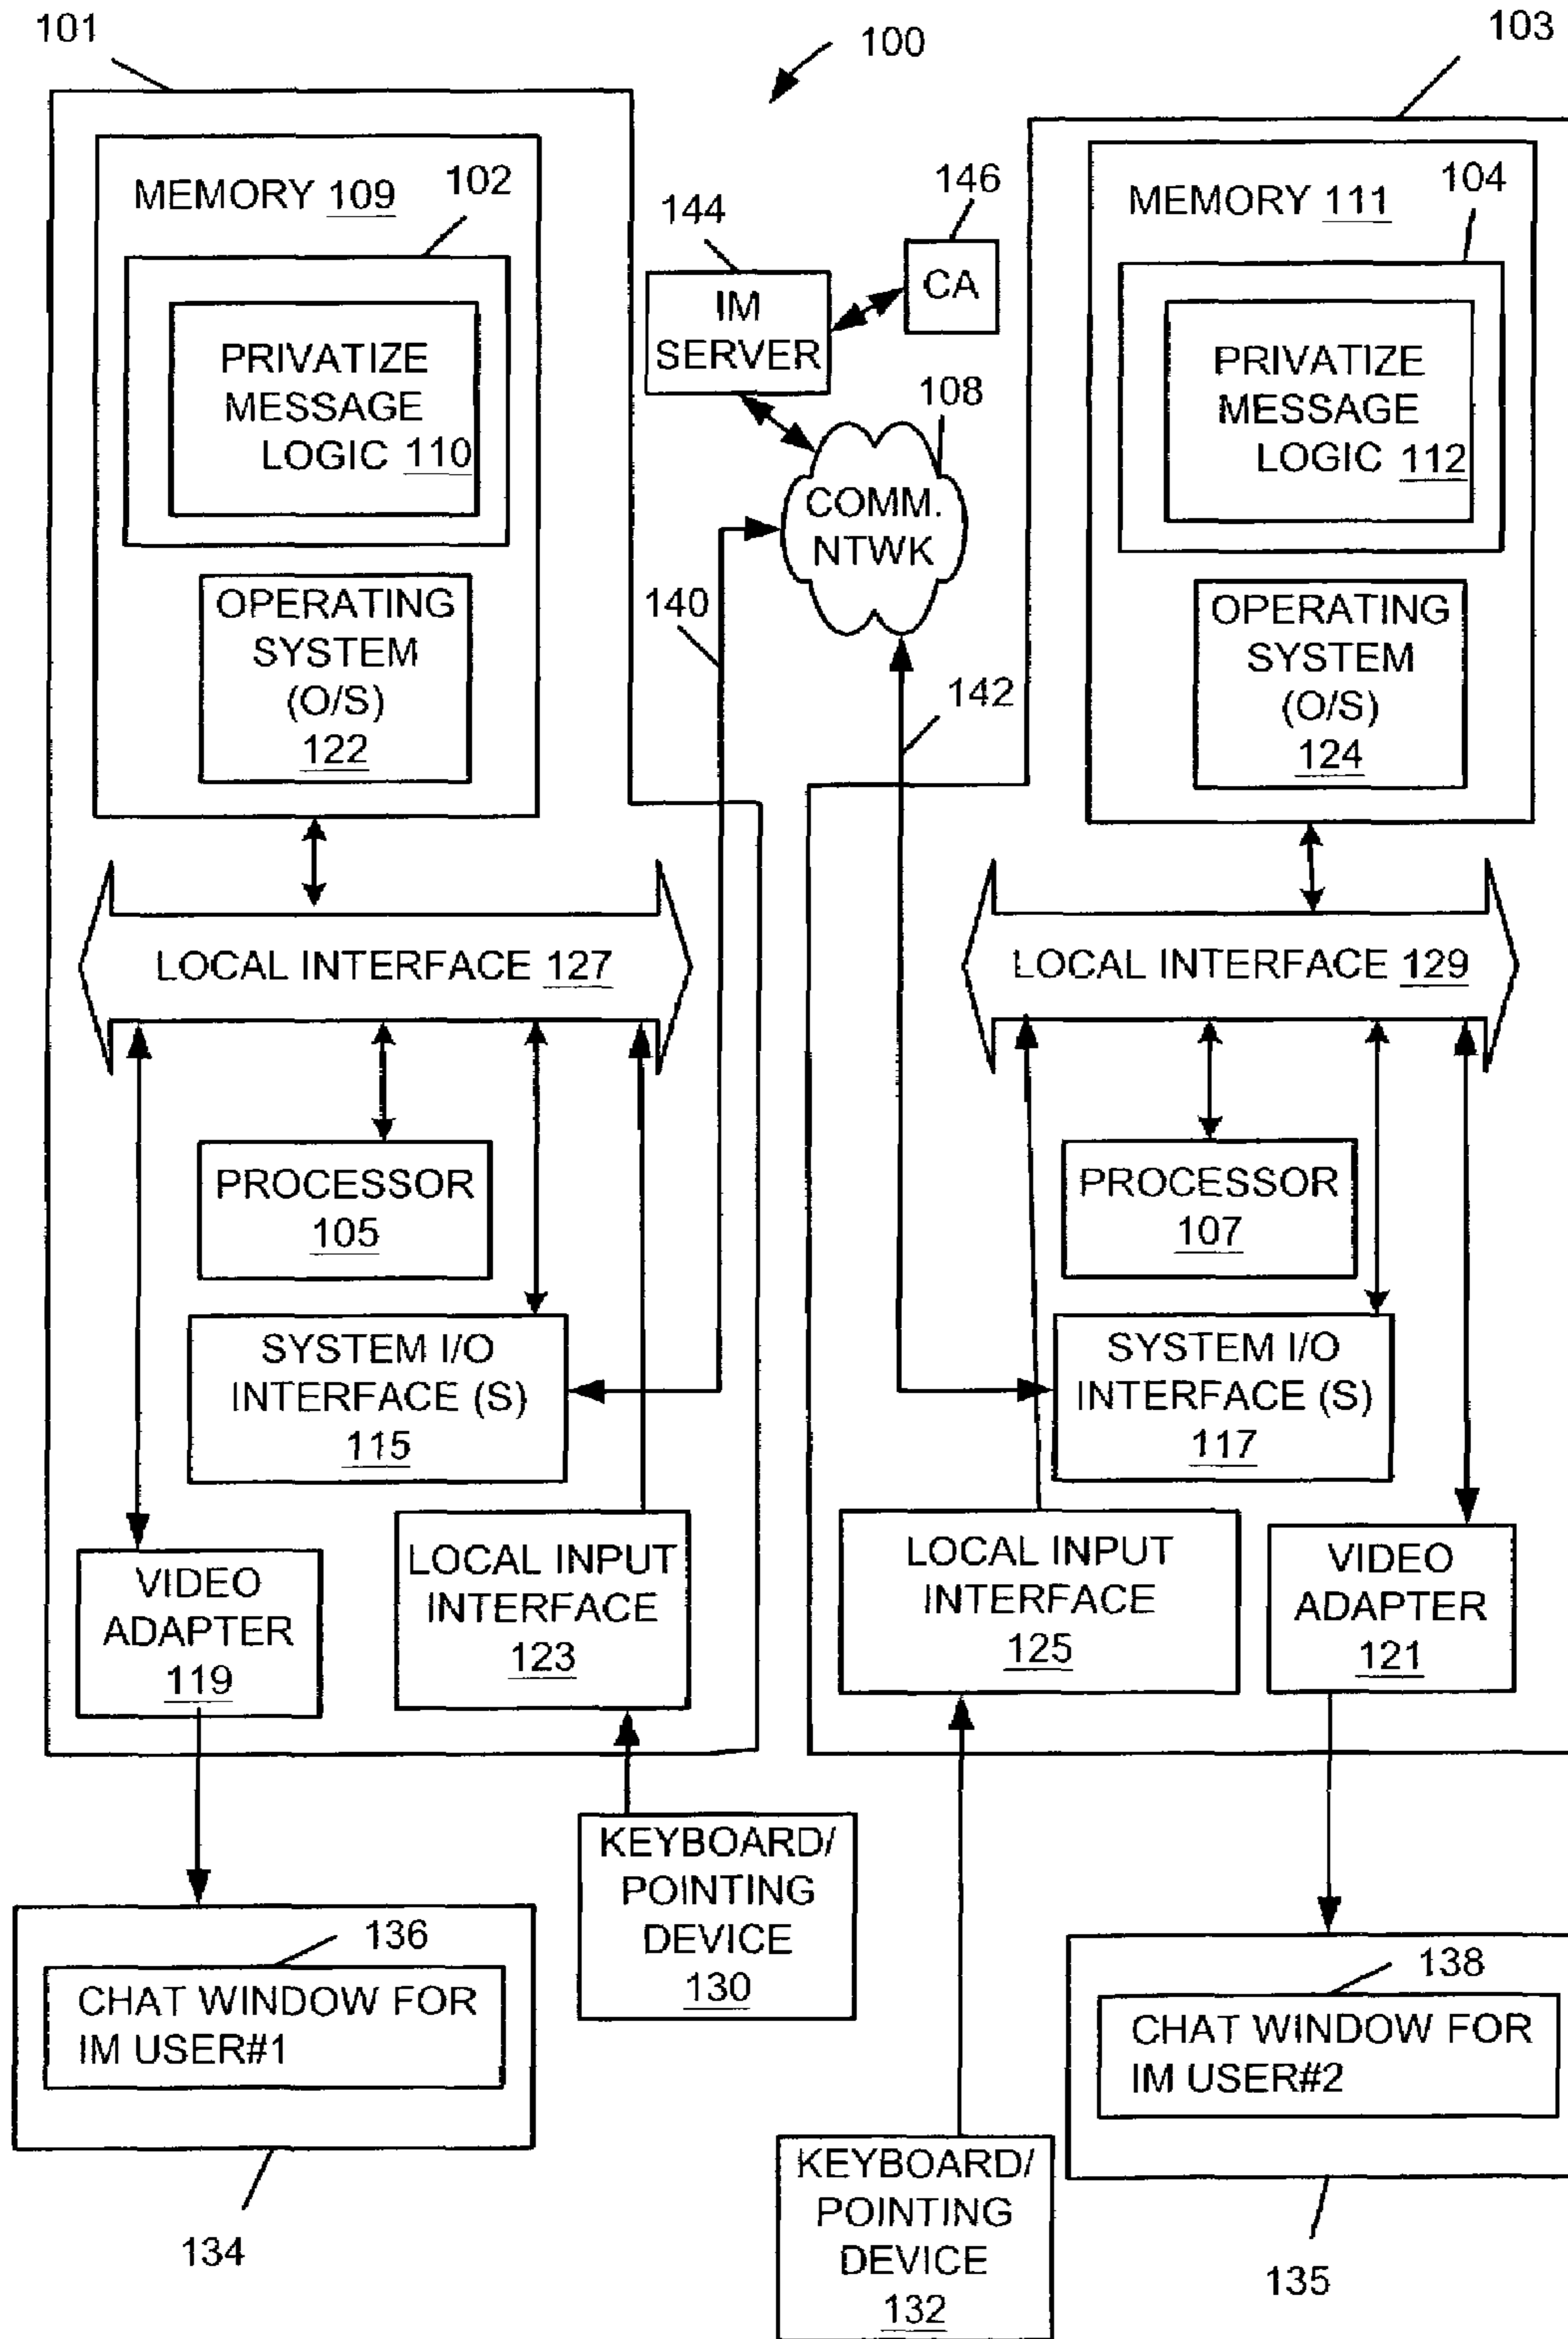 101
100
103
MEMORY 109
102
PRIVATIZE
MESSAGE
LOGIC 110
OPERATING
SYSTEM
(O/S)
122
144
146
IM
SERVER
CA
108
COMM.
NTWK
140
142
MEMORY 111
104
PRIVATIZE
MESSAGE
LOGIC 112
OPERATING
SYSTEM
(O/S)
124
LOCAL INTERFACE 127
LOCAL INTERFACE 129
PROCESSOR
105
PROCESSOR
107
SYSTEM I/O
INTERFACE (S)
115
SYSTEM I/O
INTERFACE (S)
117
VIDEO
ADAPTER
119
LOCAL INPUT
INTERFACE
123
LOCAL INPUT
INTERFACE
125
VIDEO
ADAPTER
121
KEYBOARD/
POINTING
DEVICE
130
136
CHAT WINDOW FOR
IM USER#1
134
138
CHAT WINDOW FOR
IM USER#2
135
KEYBOARD/
POINTING
DEVICE
132